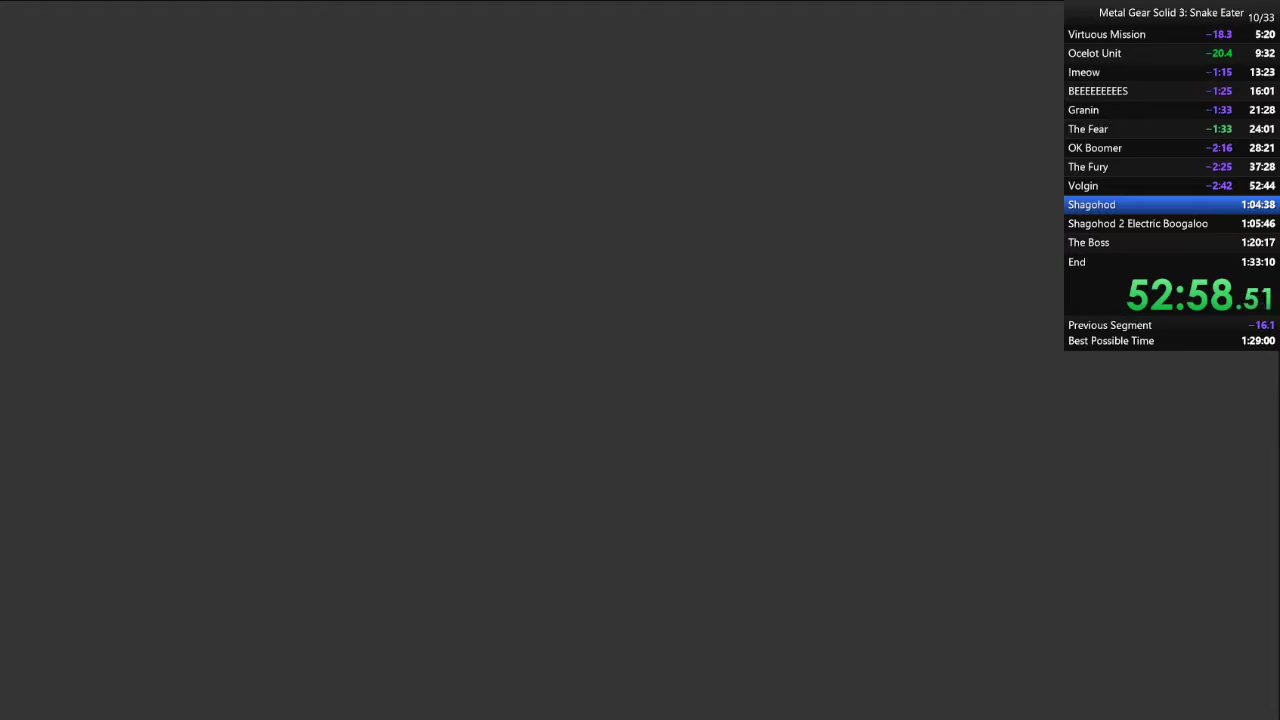 Metal Gear Solid 3: Snake Eater 10/33
Virtuous Mission −18.3 5:20
Ocelot Unit −20.4 9:32
!meow −1:15 13:23
BEEEEEEEEES −1:25 16:01
Granin −1:33 21:28
The Fear −1:33 24:01
OK Boomer −2:16 28:21
The Fury −2:25 37:28
Volgin −2:42 52:44
Shagohod 1:04:38
Shagohod 2 Electric Boogaloo 1:05:46
The Boss 1:20:17
End 1:33:10
52:58.51
Previous Segment −16.1
Best Possible Time 1:29:00